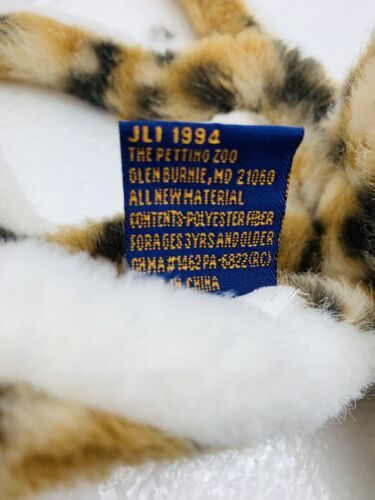 JLI 1994
THE PETTING ZOO
GLEN BURNIE, MD 21060
ALL NEW MATERIAL
CONTENTS-POLYESTER FIBER
FOR AGES 3YRS AND OLDER
OHMA#1462 PA-6822(RC)
IN CHINA